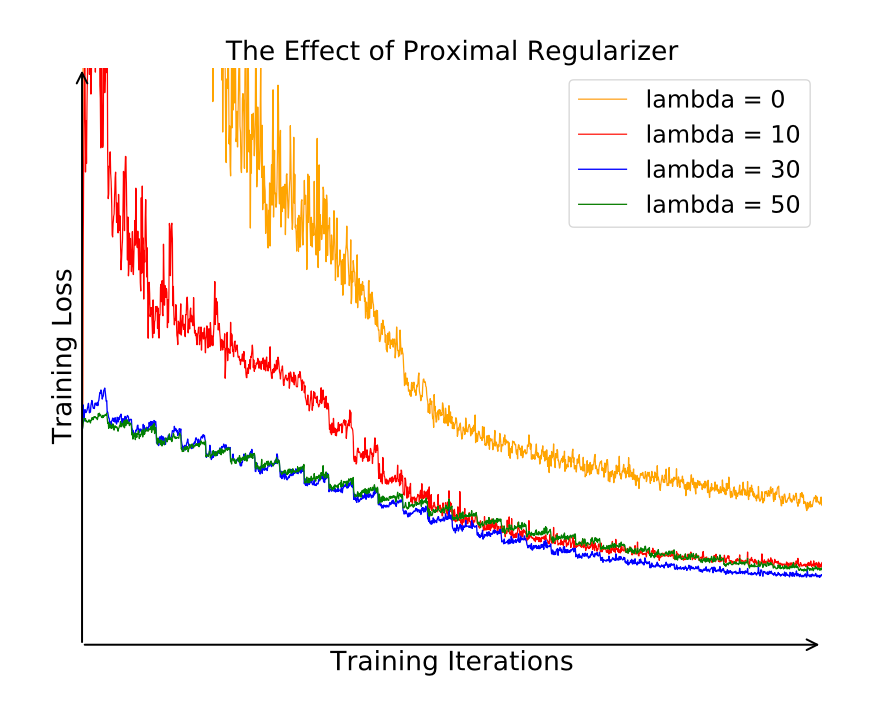 The Effect of Proximal Regularizer
lambda = 0
lambda = 10
lambda = 30
lambda = 50
Training Loss
Training Iterations